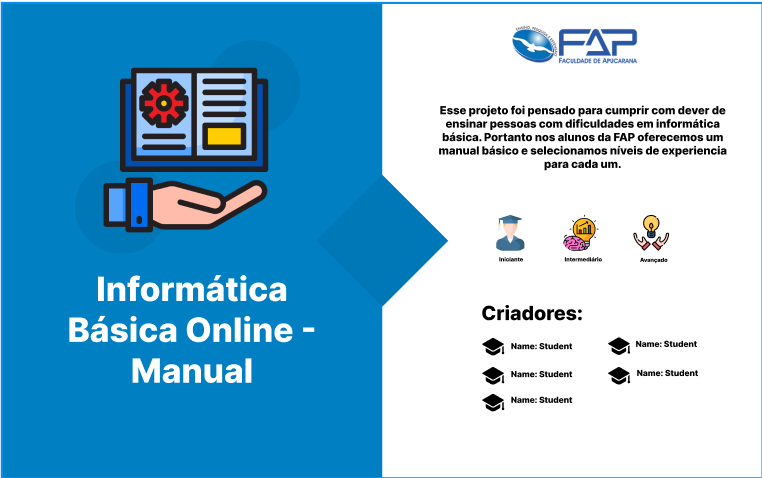 Informática
Básica Online -
Manual
FAP
FACULDADE DE APUCARANA
Esse projeto foi pensado para cumprir com dever de
ensinar pessoas com dificuldades em informática
básica. Portanto nos alunos da FAP oferecemos um
manual básico e selecionamos níveis de experiencia
para cada um.
Iniciante
Intermediário
Avançado
Criadores:
Name: Student
Name: Student
Name: Student
Name: Student
Name: Student